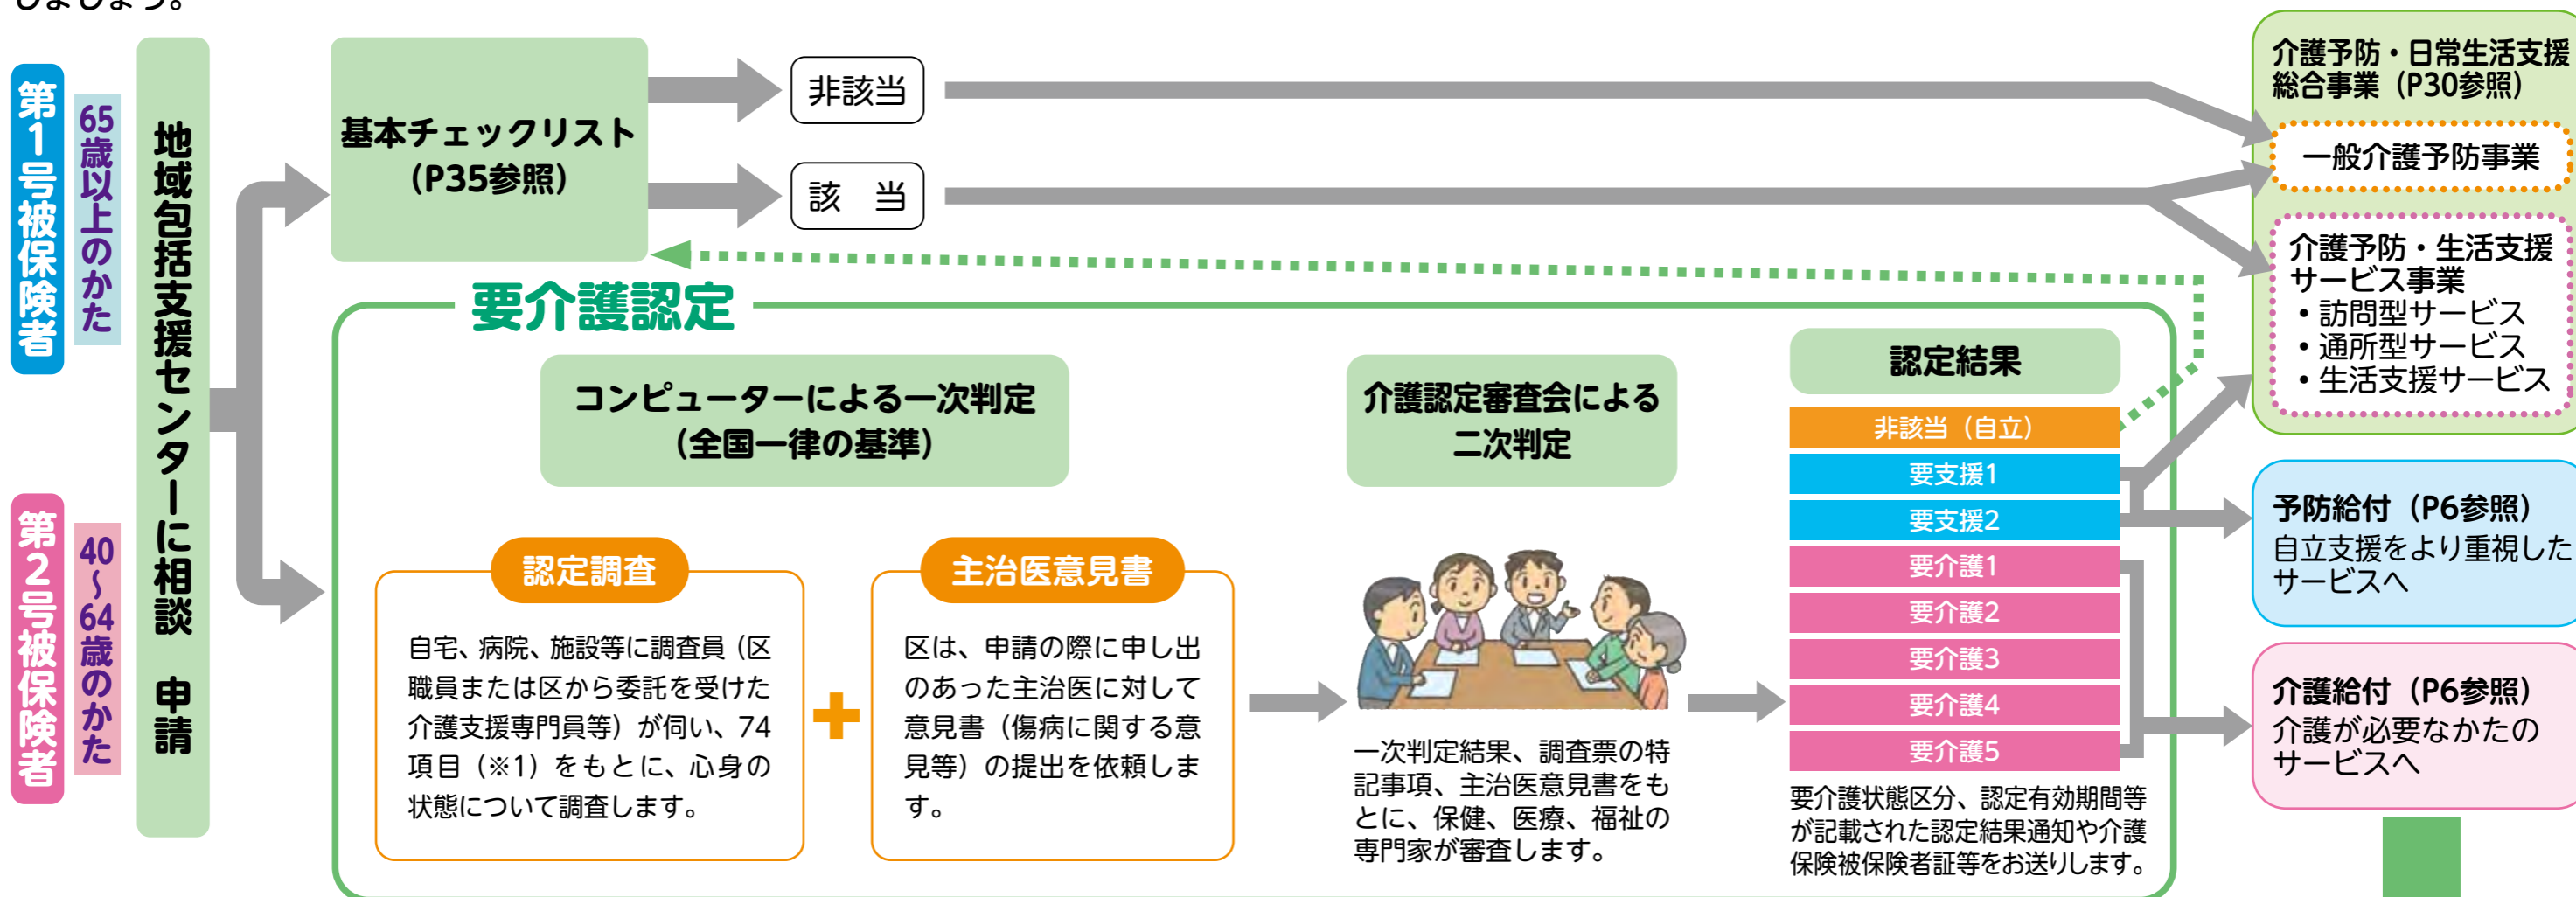 しましょう。
第1号被保険者
65歳以上のかた
第2号被保険者
40～64歳のかた
地域包括支援センターに相談　申請
基本チェックリスト
（P35参照）
非該当
該　当
要介護認定
コンピューターによる一次判定
（全国一律の基準）
認定調査
自宅、病院、施設等に調査員（区
職員または区から委託を受けた
介護支援専門員等）が伺い、74
項目（※1）をもとに、心身の
状態について調査します。
主治医意見書
区は、申請の際に申し出
のあった主治医に対して
意見書（傷病に関する意
見等）の提出を依頼しま
す。
介護認定審査会による
二次判定
一次判定結果、調査票の特
記事項、主治医意見書をも
とに、保健、医療、福祉の
専門家が審査します。
認定結果
非該当（自立）
要支援1
要支援2
要介護1
要介護2
要介護3
要介護4
要介護5
要介護状態区分、認定有効期間等
が記載された認定結果通知や介護
保険被保険者証等をお送りします。
介護予防・日常生活支援
総合事業（P30参照）
一般介護予防事業
介護予防・生活支援
サービス事業
・訪問型サービス
・通所型サービス
・生活支援サービス
予防給付（P6参照）
自立支援をより重視した
サービスへ
介護給付（P6参照）
介護が必要なかたの
サービスへ